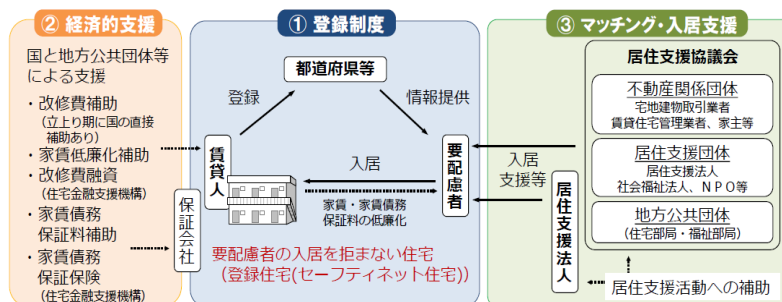 ② 経済的支援
国と地方公共団体等
による支援
・改修費補助
(立上り期に国の直接
補助あり)
・家賃低廉化補助
・改修費融資
(住宅金融支援機構)
・家賃債務
保証料補助
・家賃債務
保証保険
(住宅金融支援機構)
① 登録制度
都道府県等
登録
情報提供
賃貸人
保証会社
入居
家賃・家賃債務
保証料の低廉化
要配慮者
要配慮者の入居を拒まない住宅
(登録住宅(セーフティネット住宅))
③ マッチング・入居支援
入居
支援等
居住支援法人
居住支援協議会
不動産関係団体
宅地建物取引業者
賃貸住宅管理業者、家主等
居住支援団体
居住支援法人
社会福祉法人、NPO等
地方公共団体
(住宅部局・福祉部局)
居住支援活動への補助